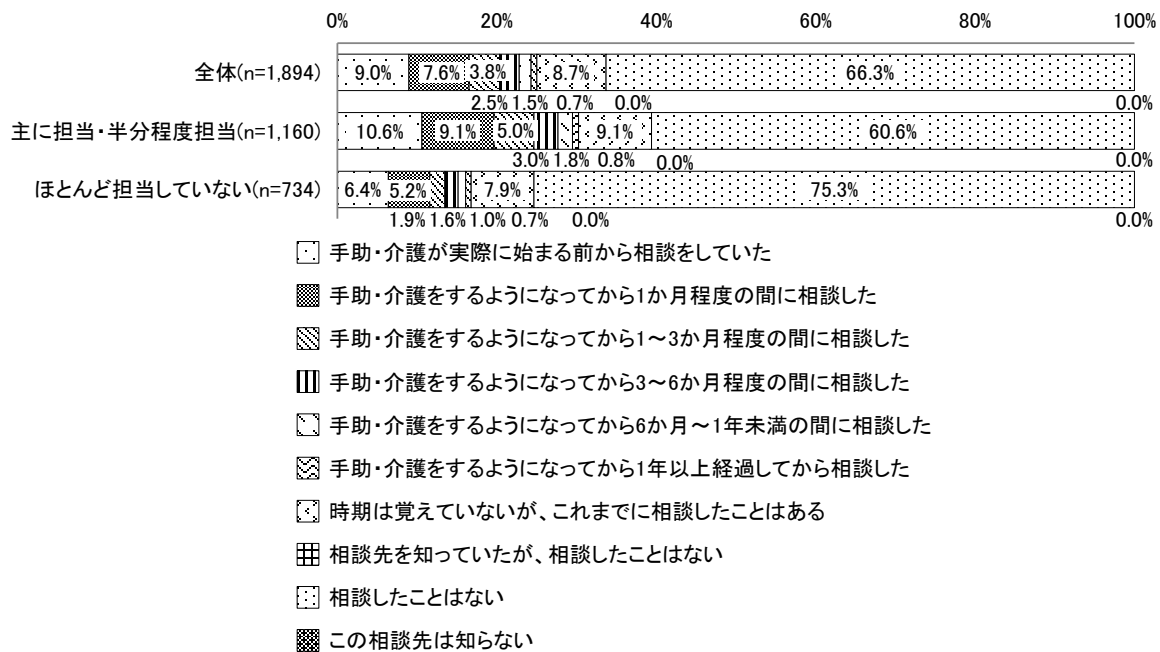 0% 20% 40% 60% 80% 100%
全体(n=1,894) 9.0% 7.6% 3.8% 8.7% 66.3%
2.5% 1.5% 0.7% 0.0% 0.0%
主に担当・半分程度担当(n=1,160) 10.6% 9.1% 5.0% 9.1% 60.6%
3.0% 1.8% 0.8% 0.0% 0.0%
ほとんど担当していない(n=734) 6.4% 5.2% 7.9% 75.3%
1.9% 1.6% 1.0% 0.7% 0.0% 0.0%
手助・介護が実際に始まる前から相談をしていた
手助・介護をするようになってから1か月程度の間に相談した
手助・介護をするようになってから1～3か月程度の間に相談した
手助・介護をするようになってから3～6か月程度の間に相談した
手助・介護をするようになってから6か月～1年未満の間に相談した
手助・介護をするようになってから1年以上経過してから相談した
時期は覚えていないが、これまでに相談したことはある
相談先を知っていたが、相談したことはない
相談したことはない
この相談先は知らない